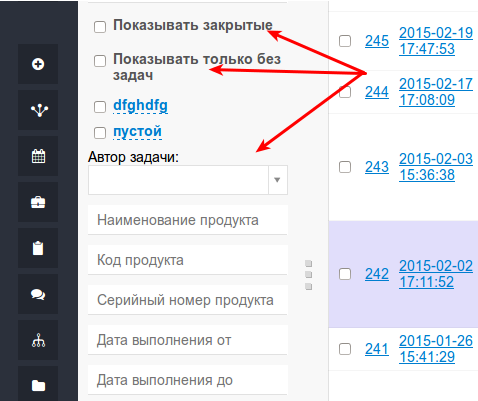 Показывать закрытые
Показывать только без
задач
dfghdfg
пустой
Автор задачи:
Наименование продукта
Код продукта
Серийный номер продукта
Дата выполнения от
Дата выполнения до
245 2015-02-19
17:47:53
244 2015-02-17
17:08:09
243 2015-02-03
15:36:38
242 2015-02-02
17:11:52
241 2015-01-26
15:41:29